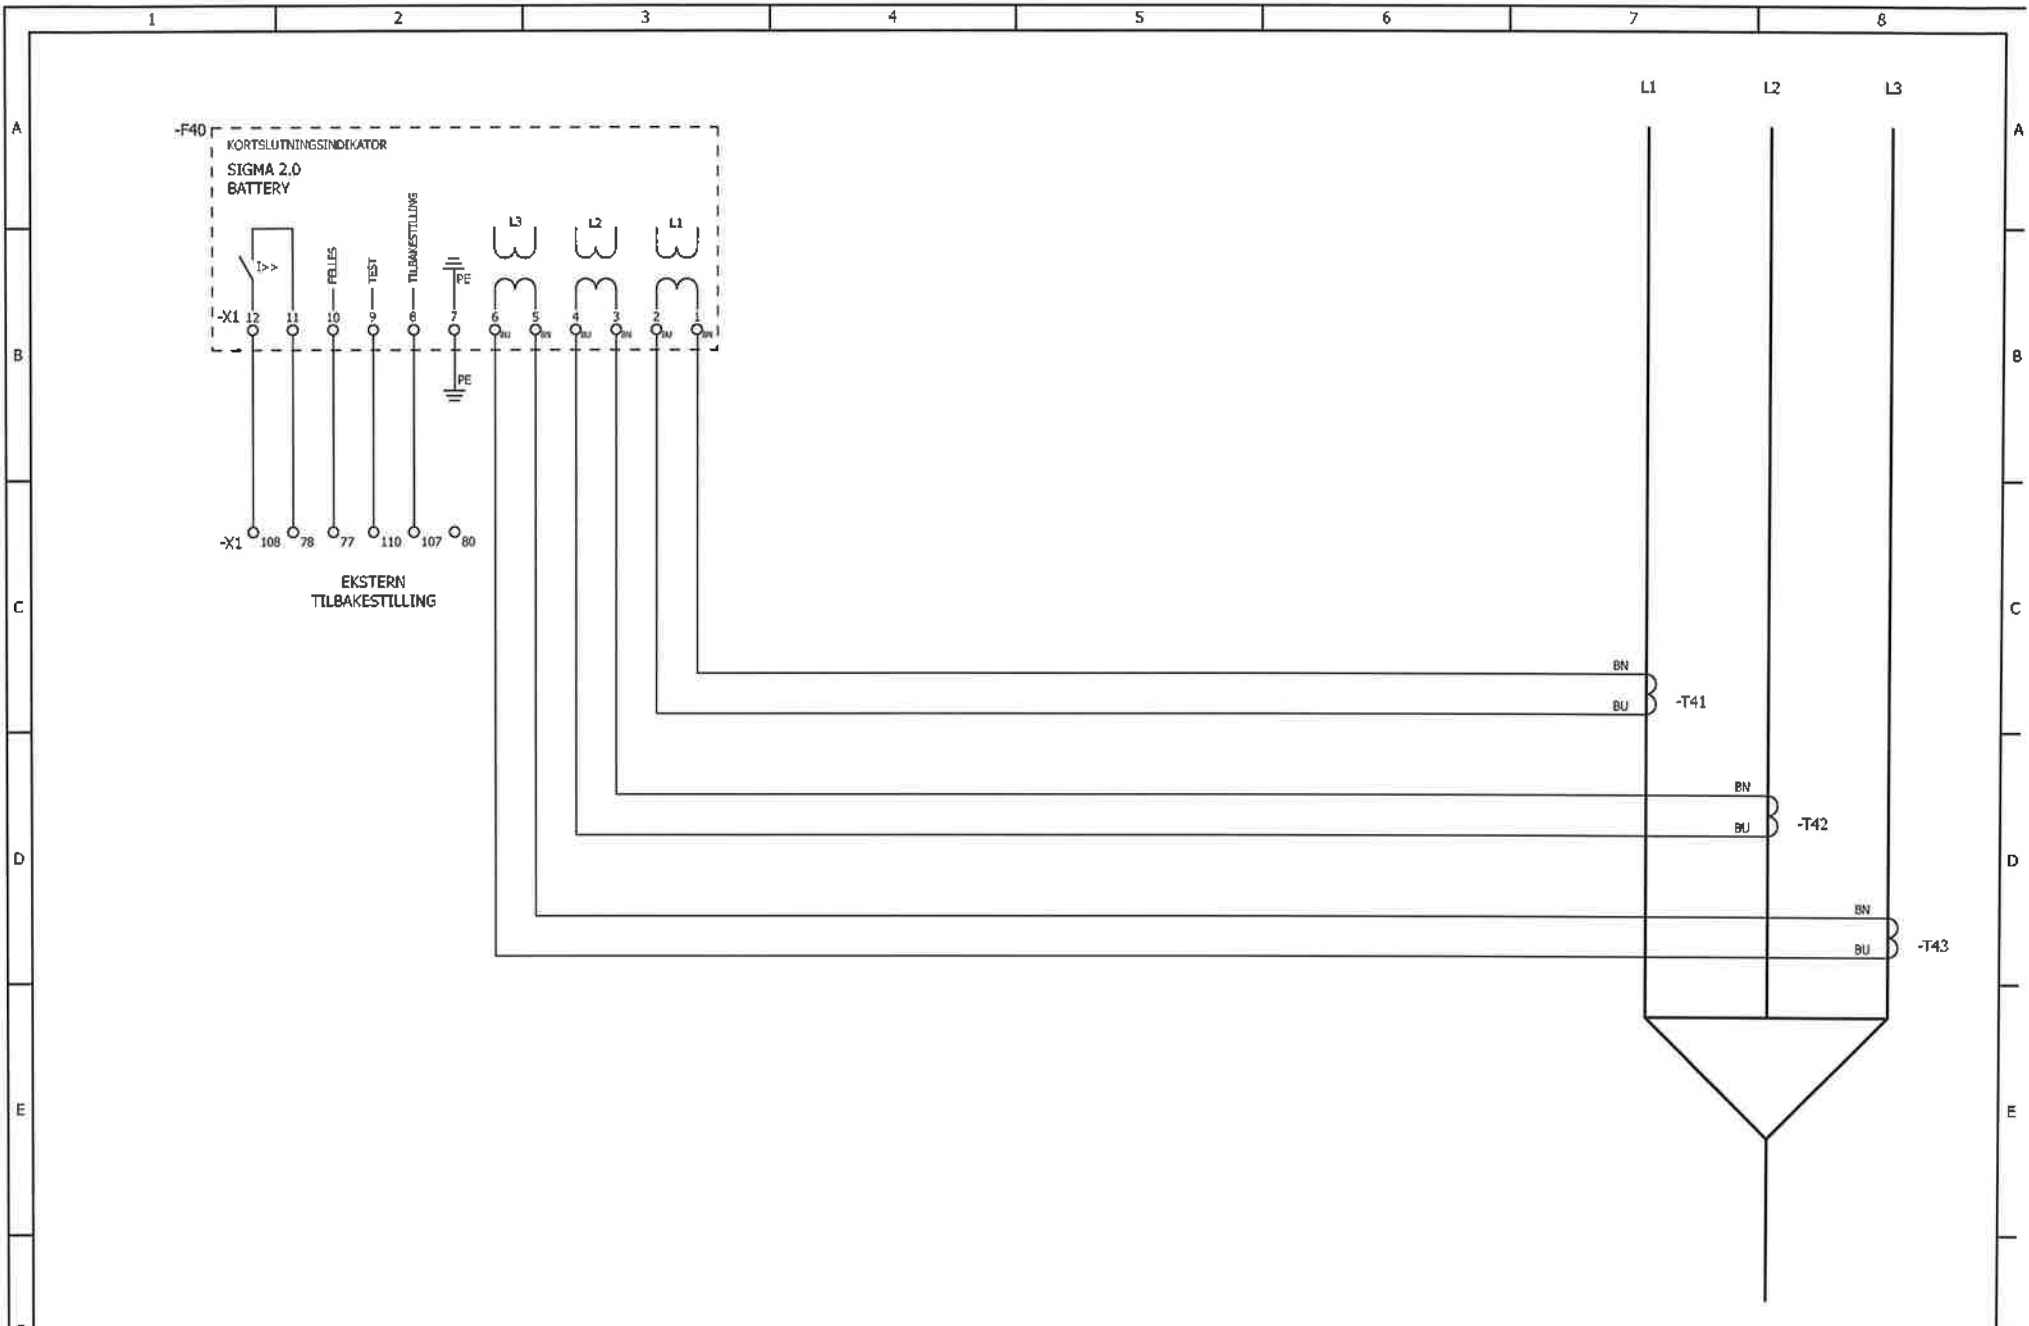 1 2 3 4 5 6 7 8
L1 L2 L3
A A
-F40
KORTSLUTNINGSINDIKATOR
SIGMA 2.0
BATTERY
I>>
FELLES
TEST
TILBAKESTILLING
PE
L3 L2 L1
-X1 12 11 10 9 8 7 6 5 4 3 2 1
BU BN BU BN BU BN
B B
PE
-X1 108 78 77 110 107 80
EKSTERN
TILBAKESTILLING
C C
BN
BU
-T41
BN
BU
-T42
D D
BN
BU
-T43
E E